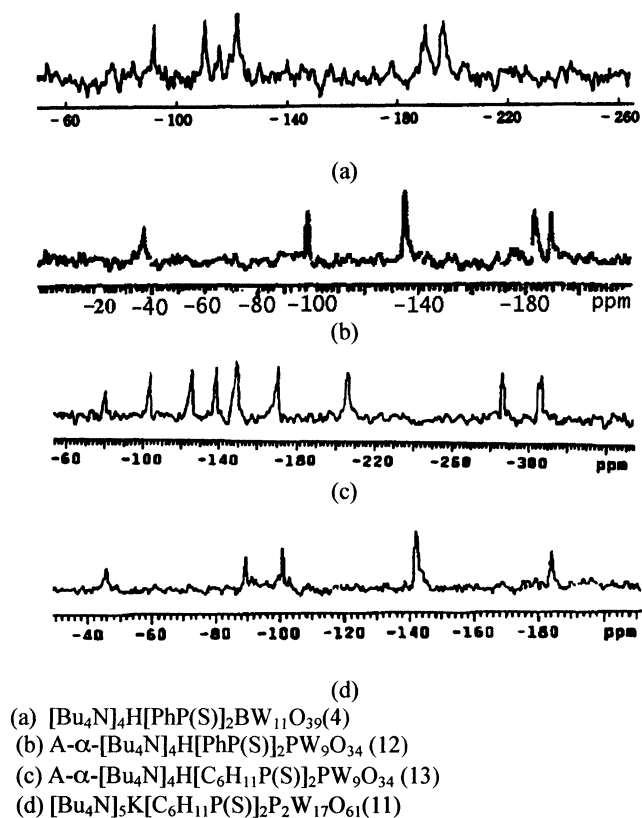 -60 -100 -140 -180 -220 -260
(a)
-20 -40 -60 -80 -100 -140 -180 ppm
(b)
-60 -100 -140 -180 -220 -260 -300 ppm
(c)
-40 -60 -80 -100 -120 -140 -160 -180 ppm
(d)
(a) [Bu₄N]₄H[PhP(S)]₂BW₁₁O₃₉(4)
(b) A-α-[Bu₄N]₄H[PhP(S)]₂PW₉O₃₄ (12)
(c) A-α-[Bu₄N]₄H[C₆H₁₁P(S)]₂PW₉O₃₄ (13)
(d) [Bu₄N]₅K[C₆H₁₁P(S)]₂P₂W₁₇O₆₁(11)